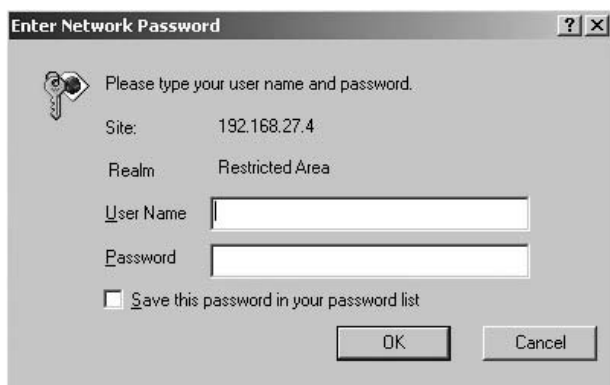 Enter Network Password
Please type your user name and password.
Site: 192.168.27.4
Realm Restricted Area
User Name
Password
Save this password in your password list
OK Cancel